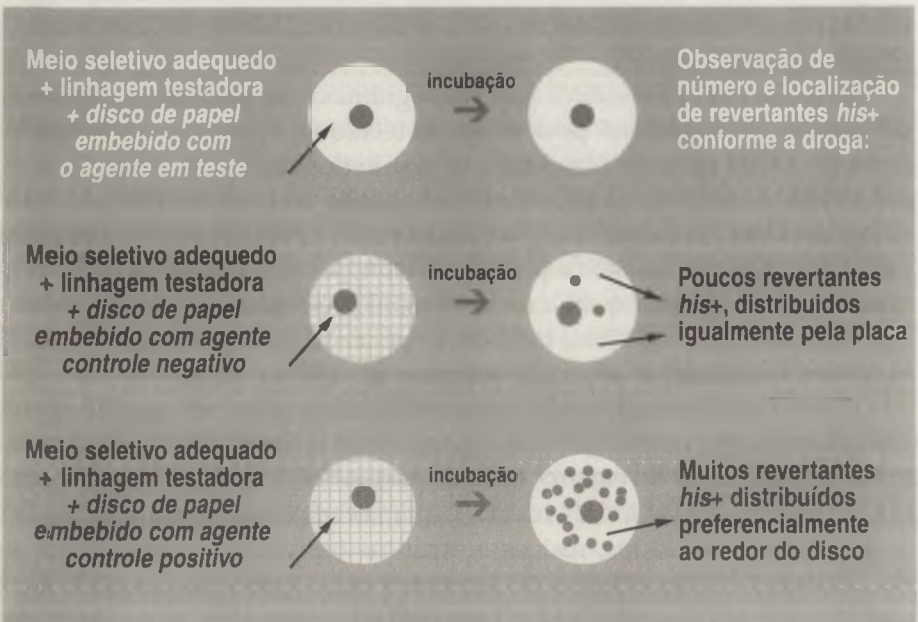 Meio seletivo adequedo
+ linhagem testadora
+ disco de papel
embebido com
o agente em teste
incubação
Observação de
número e localização
de revertantes his+
conforme a droga:
Meio seletivo adequedo
+ linhagem testadora
+ disco de papel
embebido com agente
controle negativo
incubação
Poucos revertantes
his+, distribuidos
igualmente pela placa
Meio seletivo adequado
+ linhagem testadora
+ disco de papel
embebido com agente
controle positivo
incubação
Muitos revertantes
his+ distribuídos
preferencialmente
ao redor do disco